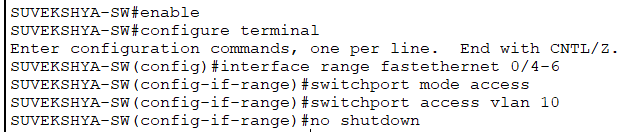 SUVEKSHYA-SW#enable
SUVEKSHYA-SW#configure terminal
Enter configuration commands, one per line.  End with CNTL/Z.
SUVEKSHYA-SW(config)#interface range fastethernet 0/4-6
SUVEKSHYA-SW(config-if-range)#switchport mode access
SUVEKSHYA-SW(config-if-range)#switchport access vlan 10
SUVEKSHYA-SW(config-if-range)#no shutdown